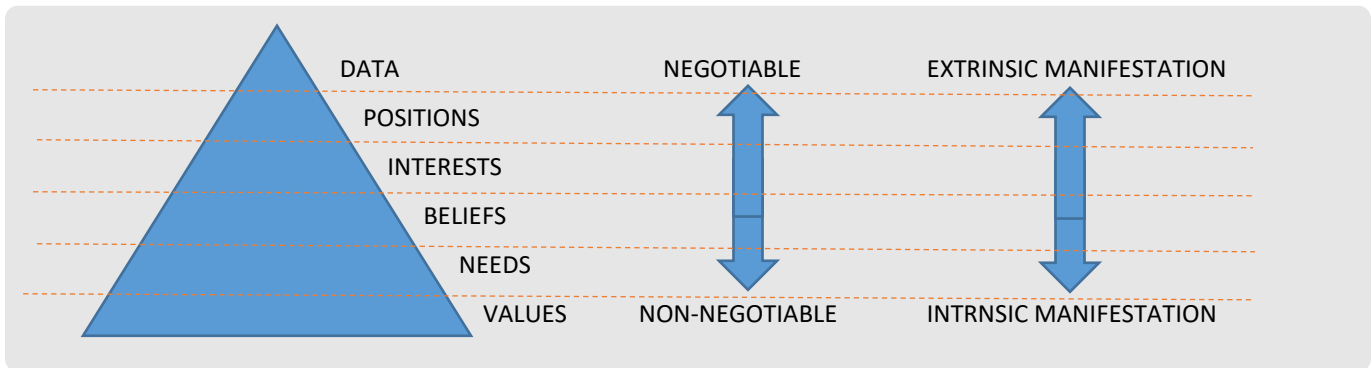 DATA NEGOTIABLE EXTRINSIC MANIFESTATION
POSITIONS
INTERESTS
BELIEFS
NEEDS
VALUES NON-NEGOTIABLE INTRNSIC MANIFESTATION